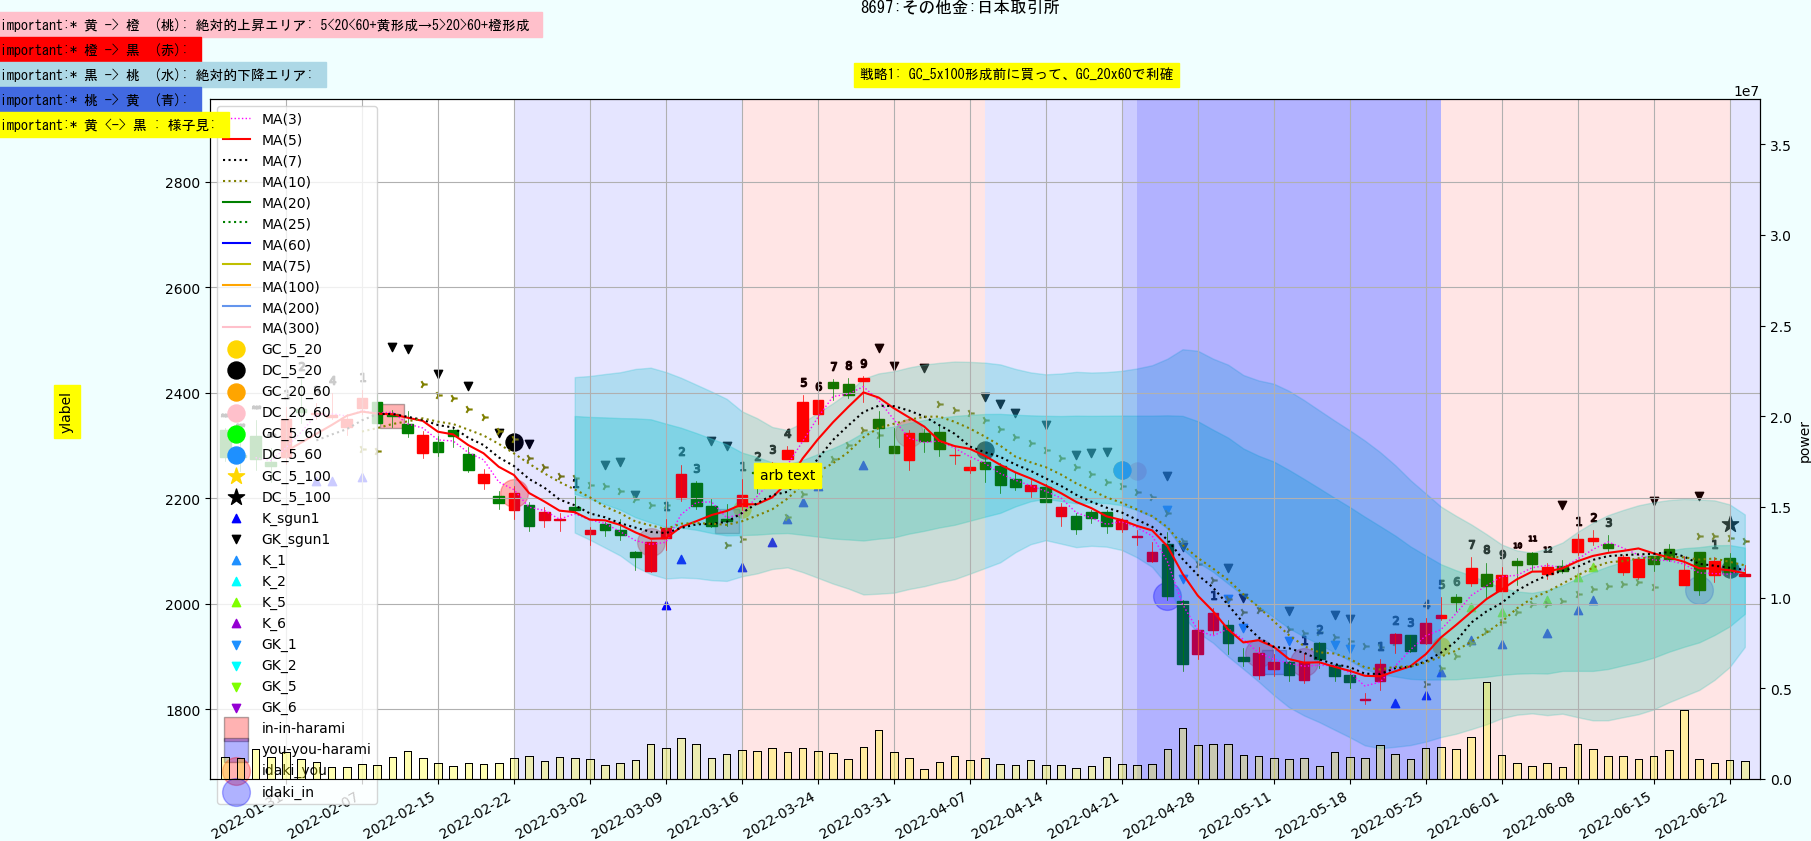 8697:その他金:日本取引所
important:* 黄 -> 橙 (桃): 絶対的上昇エリア: 5<20<60+黄形成→5>20>60+橙形成
important:* 橙 -> 黒 (赤):
important:* 黒 -> 桃 (水): 絶対的下降エリア:
戦略1: GC_5x100形成前に買って、GC_20x60で利確
important:* 桃 -> 黄 (青):
important:* 黄 <-> 黒 : 様子見:
1e7
MA(3)
MA(5)
MA(7)
MA(10)
MA(20)
MA(25)
MA(60)
MA(75)
MA(100)
MA(200)
MA(300)
GC_5_20
DC_5_20
GC_20_60
DC_20_60
GC_5_60
DC_5_60
GC_5_100
DC_5_100
K_sgun1
GK_sgun1
K_1
K_2
K_5
K_6
GK_1
GK_2
GK_5
GK_6
in-in-harami
you-you-harami
idaki_you
idaki_in
2800
2600
2400
2200
2000
1800
ylabel
arb text
3.5
3.0
2.5
2.0
1.5
1.0
0.5
0.0
power
2022-01-31
2022-02-07
2022-02-15
2022-02-22
2022-03-02
2022-03-09
2022-03-16
2022-03-24
2022-03-31
2022-04-07
2022-04-14
2022-04-21
2022-04-28
2022-05-11
2022-05-18
2022-05-25
2022-06-01
2022-06-08
2022-06-15
2022-06-22